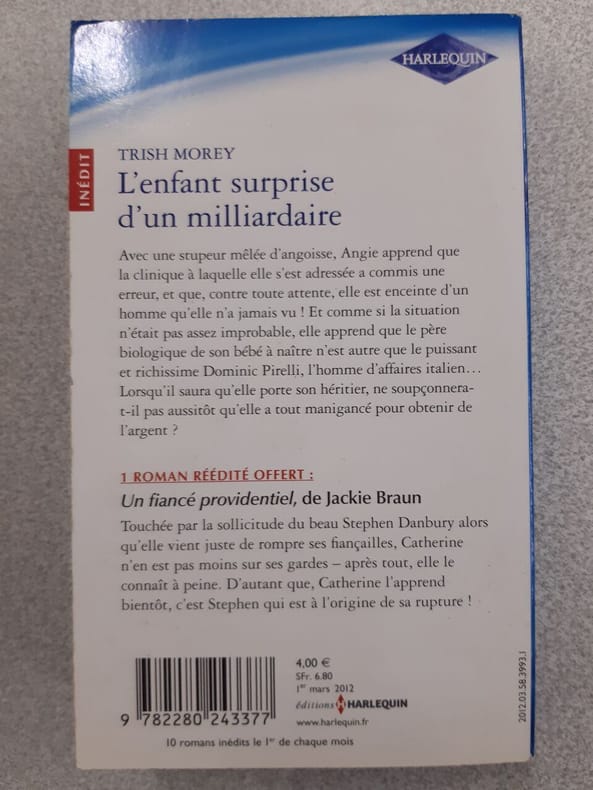 HARLEQUIN
INÉDIT
TRISH MOREY
L'enfant surprise
d'un milliardaire
Avec une stupeur mêlée d'angoisse, Angie apprend que
la clinique à laquelle elle s'est adressée a commis une
erreur, et que, contre toute attente, elle est enceinte d'un
homme qu'elle n'a jamais vu ! Et comme si la situation
n'était pas assez improbable, elle apprend que le père
biologique de son bébé à naître n'est autre que le puissant
et richissime Dominic Pirelli, l'homme d'affaires italien…
Lorsqu'il saura qu'elle porte son héritier, ne soupçonnera-
t-il pas aussitôt qu'elle a tout manigancé pour obtenir de
l'argent ?
1 ROMAN RÉÉDITÉ OFFERT :
Un fiancé providentiel, de Jackie Braun
Touchée par la sollicitude du beau Stephen Danbury alors
qu'elle vient juste de rompre ses fiançailles, Catherine
n'en est pas moins sur ses gardes – après tout, elle le
connaît à peine. D'autant que, Catherine l'apprend
bientôt, c'est Stephen qui est à l'origine de sa rupture !
4,00 €
SFr. 6.80
1er mars 2012
éditions H HARLEQUIN
www.harlequin.fr
9 782280 243377
10 romans inédits le 1er de chaque mois
2012.03.58.3993.1